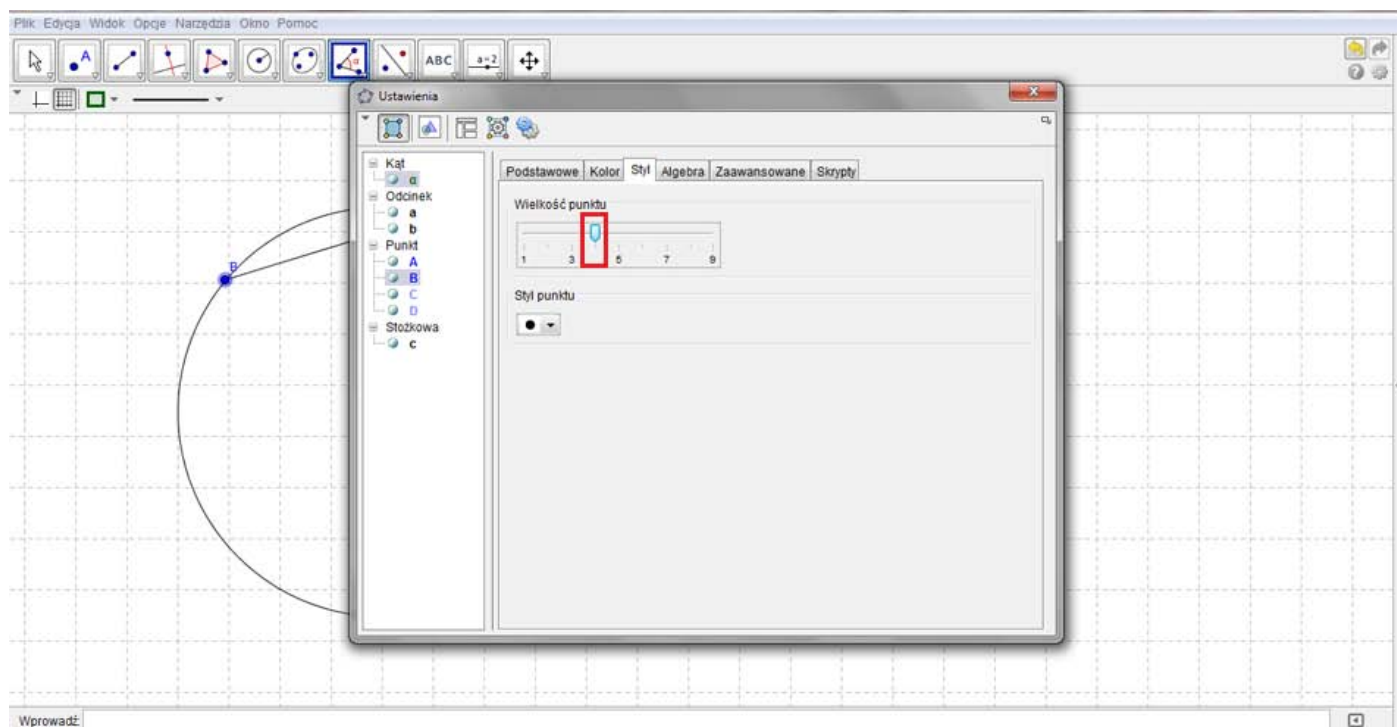 Plik Edycja Widok Opcje Narzędzia Okno Pomoc
A α ABC a=2
Ustawienia
Kąt
α
Odcinek
a
b
Punkt
A
B
C
D
Stożkowa
c
Podstawowe Kolor Styl Algebra Zaawansowane Skrypty
Wielkość punktu
1 3 5 7 9
Styl punktu
B
Wprowadź: